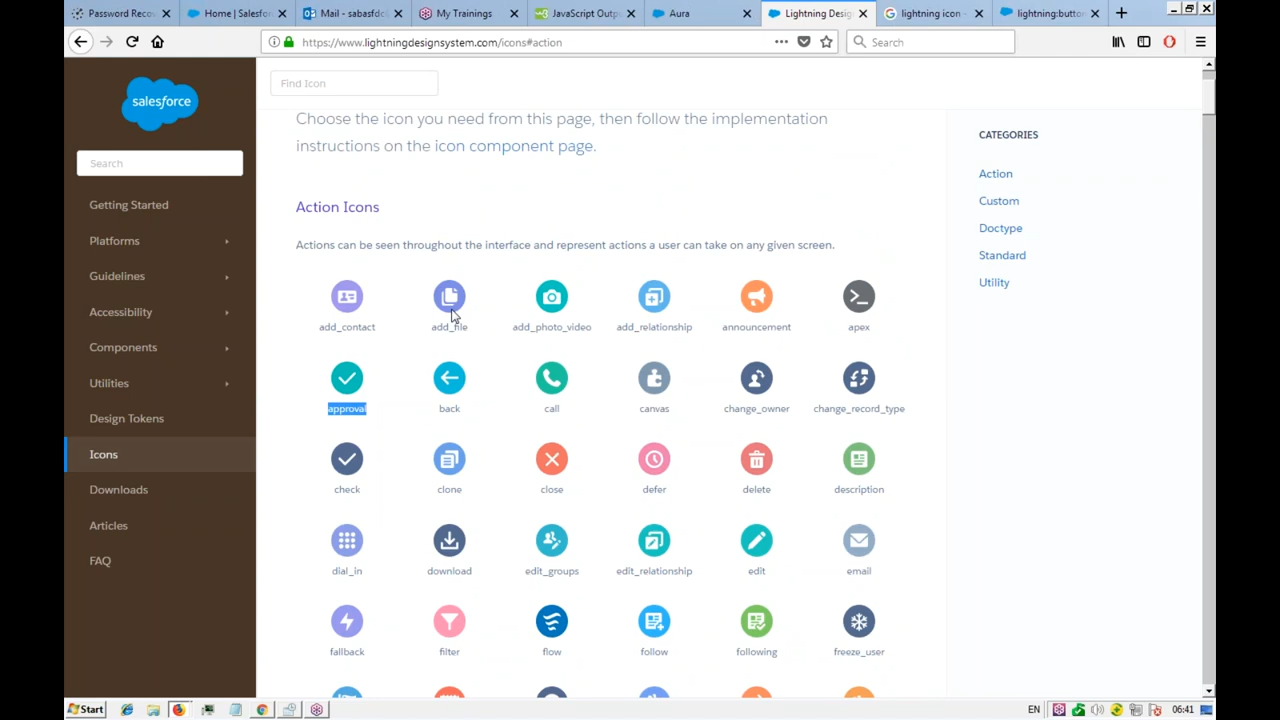 Password Recov
Home | Salesfor
Mail - sabasfdc
My Trainings
JavaScript Outp
Aura
Lightning Desig
lightning icon -
lightning:button
https://www.lightningdesignsystem.com/icons#action
Search
salesforce
Search
Getting Started
Platforms
Guidelines
Accessibility
Components
Utilities
Design Tokens
Icons
Downloads
Articles
FAQ
Find Icon
Choose the icon you need from this page, then follow the implementation
instructions on the icon component page.
Action Icons
Actions can be seen throughout the interface and represent actions a user can take on any given screen.
add_contact
add_file
add_photo_video
add_relationship
announcement
apex
approval
back
call
canvas
change_owner
change_record_type
check
clone
close
defer
delete
description
dial_in
download
edit_groups
edit_relationship
edit
email
fallback
filter
flow
follow
following
freeze_user
CATEGORIES
Action
Custom
Doctype
Standard
Utility
Start
EN
06:41